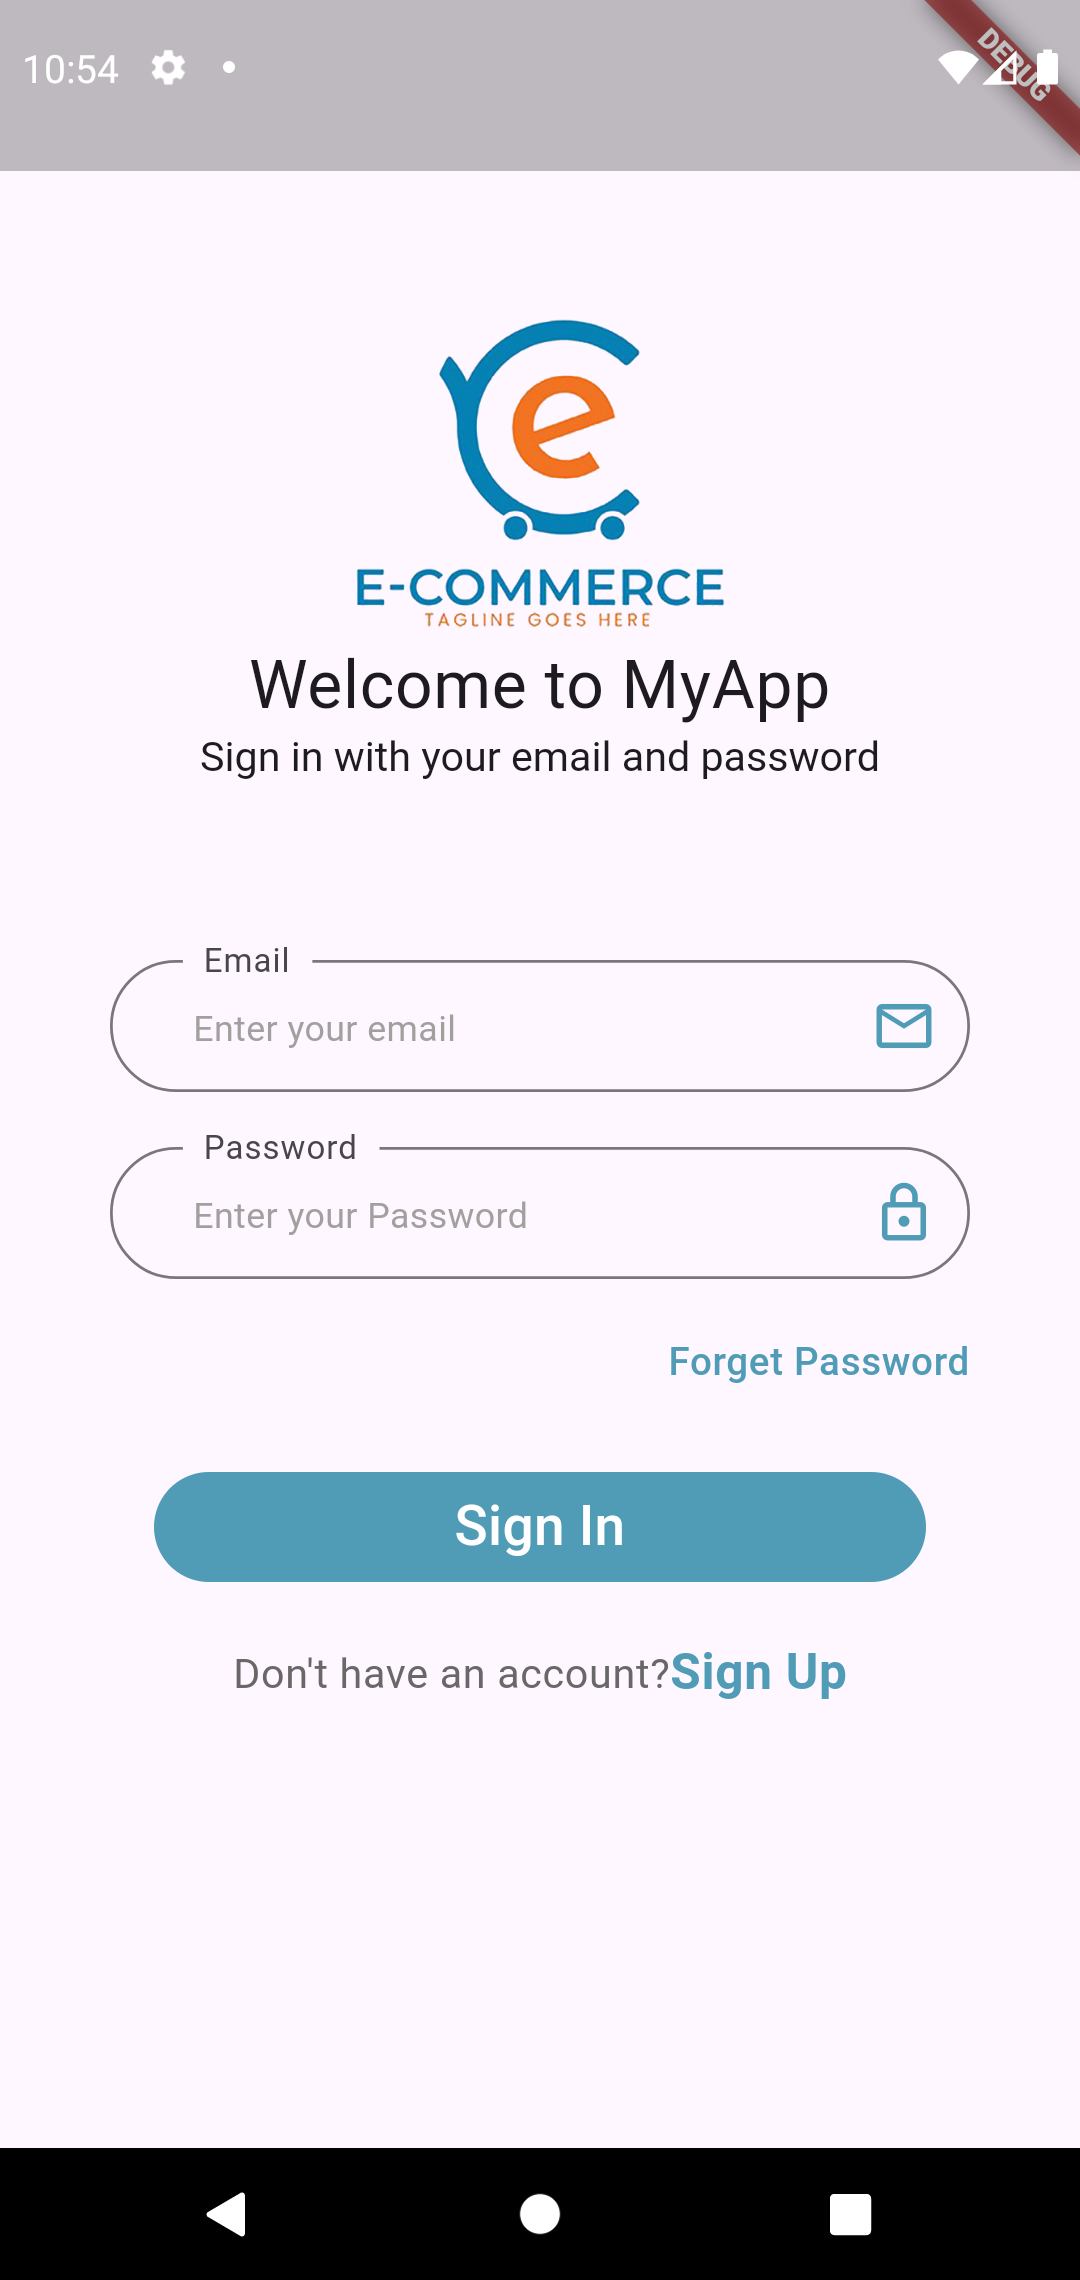 10:54
DEBUG
E-COMMERCE
TAGLINE GOES HERE
Welcome to MyApp
Sign in with your email and password
Email
Enter your email
Password
Enter your Password
Forget Password
Sign In
Don't have an account?Sign Up